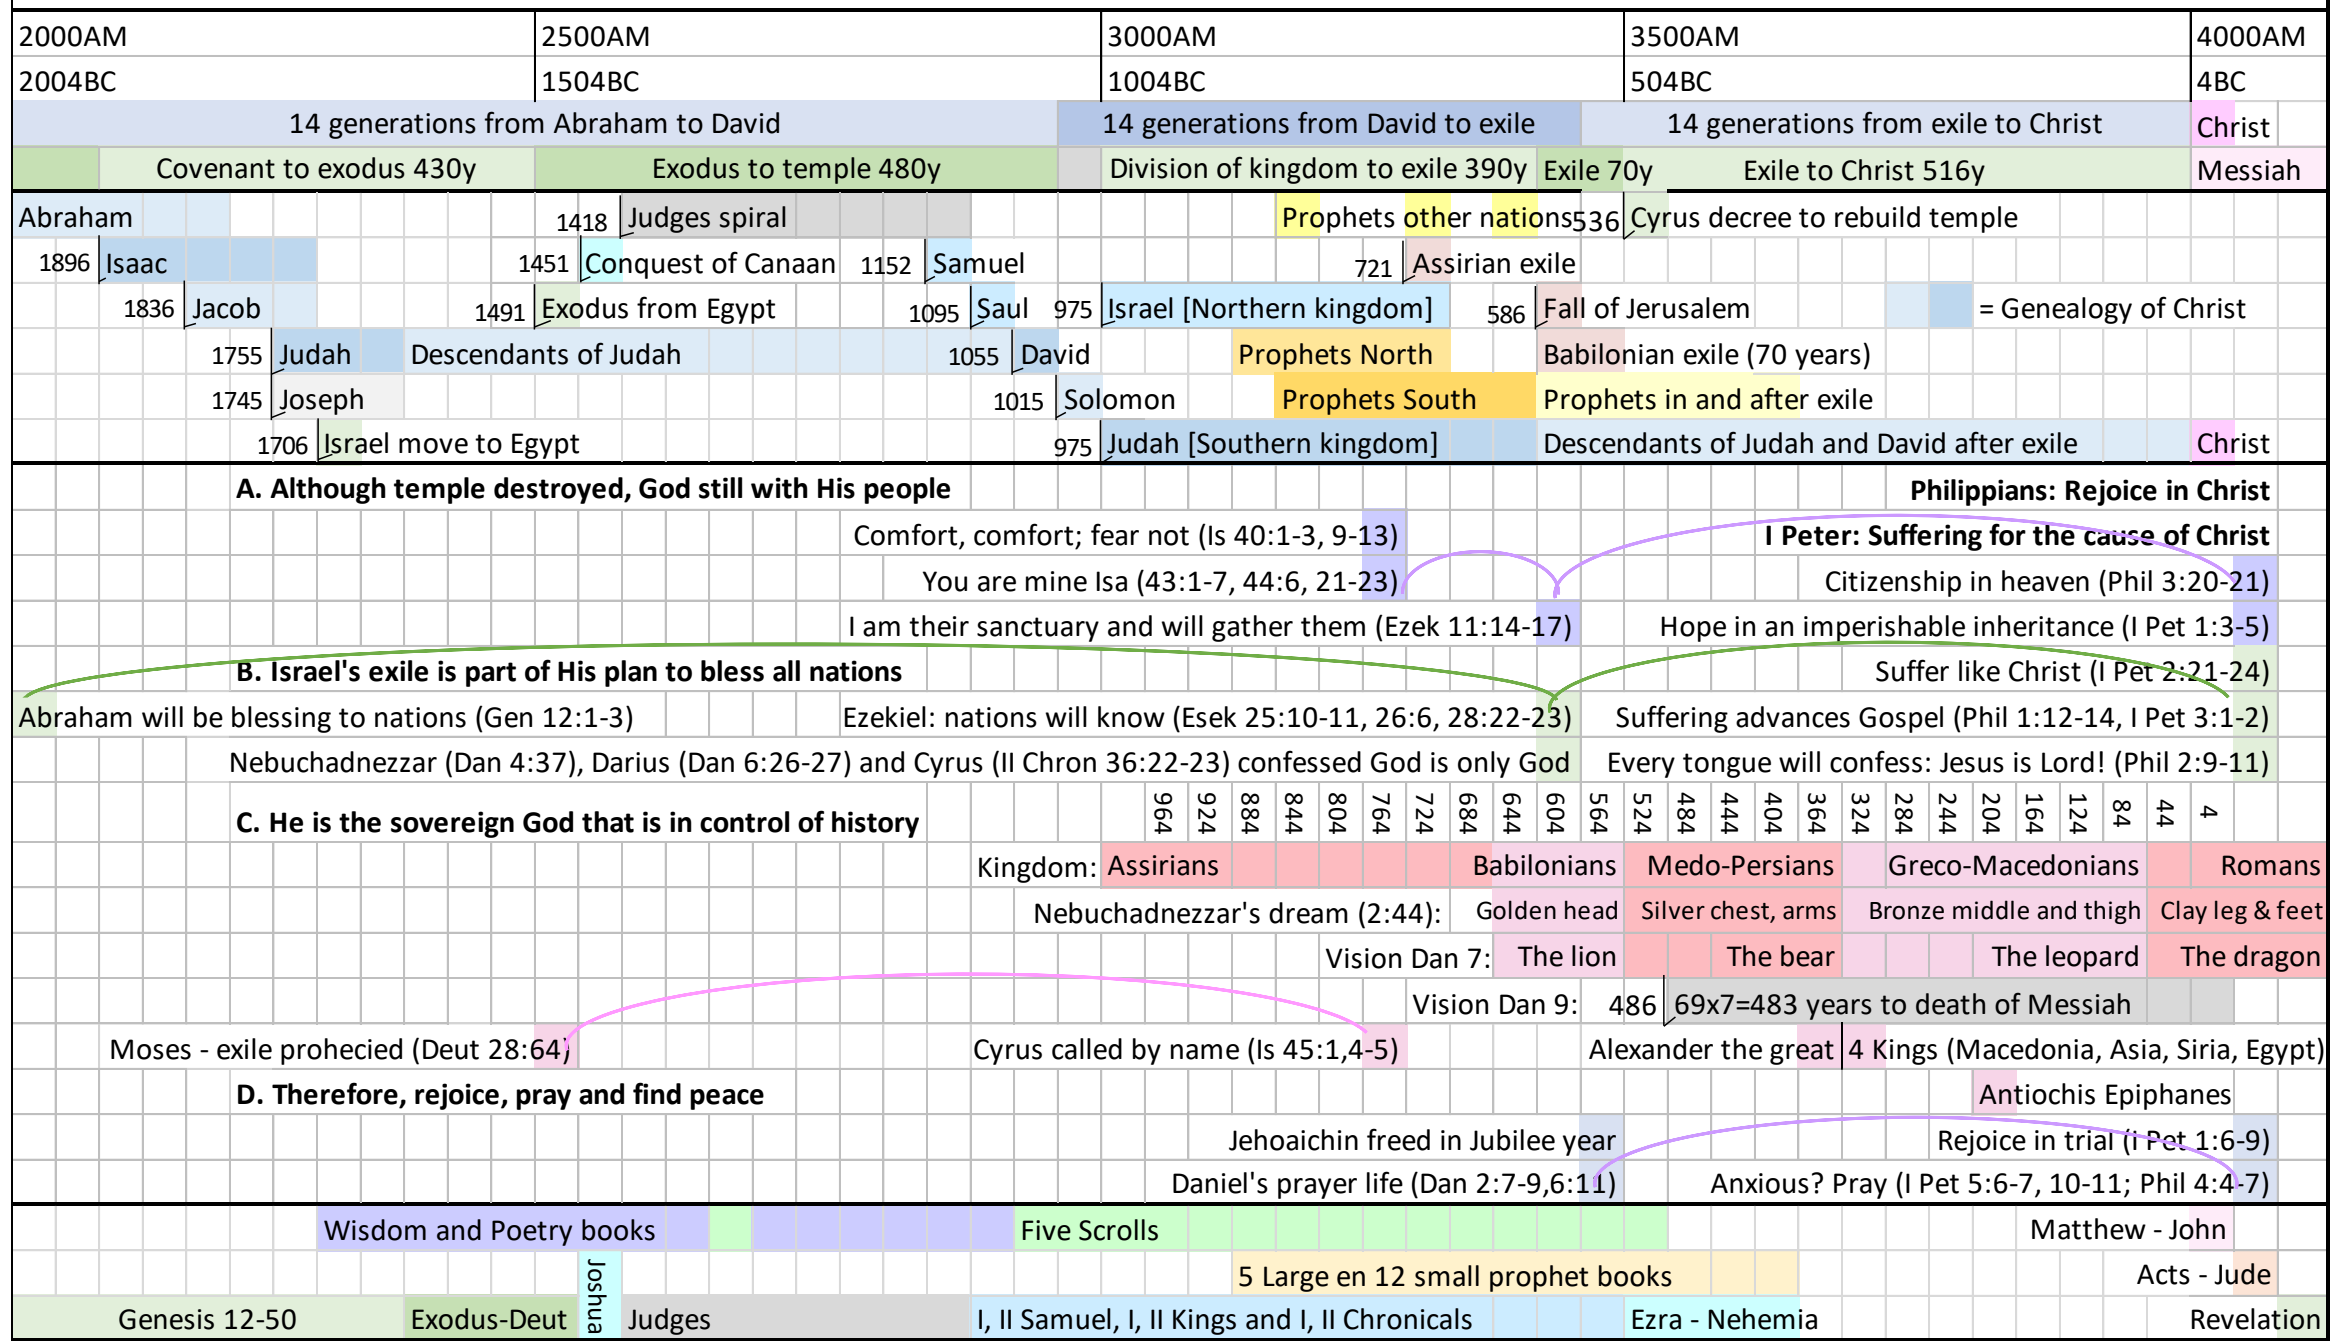 2000AM 2500AM 3000AM 3500AM 4000AM
2004BC 1504BC 1004BC 504BC 4BC
14 generations from Abraham to David 14 generations from David to exile 14 generations from exile to Christ Christ
Covenant to exodus 430y Exodus to temple 480y Division of kingdom to exile 390y Exile 70y Exile to Christ 516y Messiah
Abraham 1418 Judges spiral Prophets other nations 536 Cyrus decree to rebuild temple
1896 Isaac 1451 Conquest of Canaan 1152 Samuel 721 Assirian exile
1836 Jacob 1491 Exodus from Egypt 1095 Saul 975 Israel [Northern kingdom] 586 Fall of Jerusalem = Genealogy of Christ
1755 Judah Descendants of Judah 1055 David Prophets North Babilonian exile (70 years)
1745 Joseph 1015 Solomon Prophets South Prophets in and after exile
1706 Israel move to Egypt 975 Judah [Southern kingdom] Descendants of Judah and David after exile Christ
A. Although temple destroyed, God still with His people Philippians: Rejoice in Christ
Comfort, comfort; fear not (Is 40:1-3, 9-13) I Peter: Suffering for the cause of Christ
You are mine Isa (43:1-7, 44:6, 21-23) Citizenship in heaven (Phil 3:20-21)
I am their sanctuary and will gather them (Ezek 11:14-17) Hope in an imperishable inheritance (I Pet 1:3-5)
B. Israel's exile is part of His plan to bless all nations Suffer like Christ (I Pet 2:21-24)
Abraham will be blessing to nations (Gen 12:1-3) Ezekiel: nations will know (Esek 25:10-11, 26:6, 28:22-23) Suffering advances Gospel (Phil 1:12-14, I Pet 3:1-2)
Nebuchadnezzar (Dan 4:37), Darius (Dan 6:26-27) and Cyrus (II Chron 36:22-23) confessed God is only God Every tongue will confess: Jesus is Lord! (Phil 2:9-11)
C. He is the sovereign God that is in control of history 964 924 884 844 804 764 724 684 644 604 564 524 484 444 404 364 324 284 244 204 164 124 84 44 4
Kingdom: Assirians Babilonians Medo-Persians Greco-Macedonians Romans
Nebuchadnezzar's dream (2:44): Golden head Silver chest, arms Bronze middle and thigh Clay leg & feet
Vision Dan 7: The lion The bear The leopard The dragon
Vision Dan 9: 486 69x7=483 years to death of Messiah
Moses - exile prohecied (Deut 28:64) Cyrus called by name (Is 45:1,4-5) Alexander the great 4 Kings (Macedonia, Asia, Siria, Egypt)
D. Therefore, rejoice, pray and find peace Antiochis Epiphanes
Jehoaichin freed in Jubilee year Rejoice in trial (I Pet 1:6-9)
Daniel's prayer life (Dan 2:7-9,6:11) Anxious? Pray (I Pet 5:6-7, 10-11; Phil 4:4-7)
Wisdom and Poetry books Five Scrolls Matthew - John
Joshua 5 Large en 12 small prophet books Acts - Jude
Genesis 12-50 Exodus-Deut Judges I, II Samuel, I, II Kings and I, II Chronicals Ezra - Nehemia Revelation